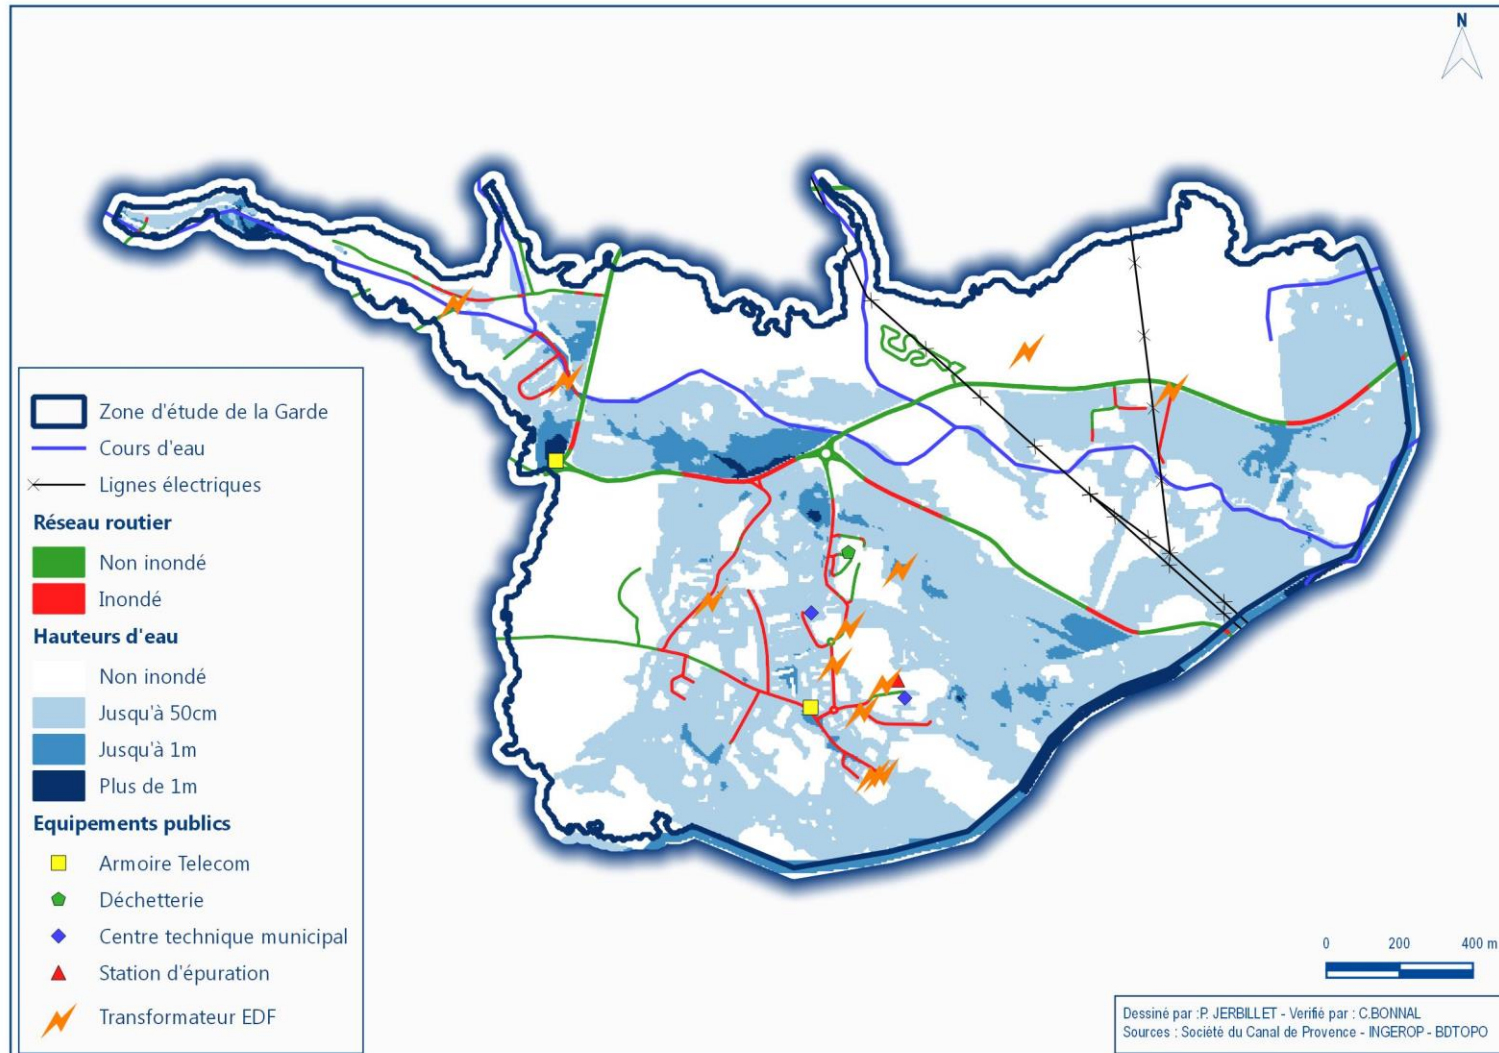 N
Zone d'étude de la Garde
Cours d'eau
Lignes électriques
Réseau routier
Non inondé
Inondé
Hauteurs d'eau
Non inondé
Jusqu'à 50cm
Jusqu'à 1m
Plus de 1m
Equipements publics
Armoire Telecom
Déchetterie
Centre technique municipal
Station d'épuration
Transformateur EDF
0 200 400 m
Dessiné par :P. JERBILLET - Verifié par : C.BONNAL
Sources : Société du Canal de Provence - INGEROP - BDTOPO